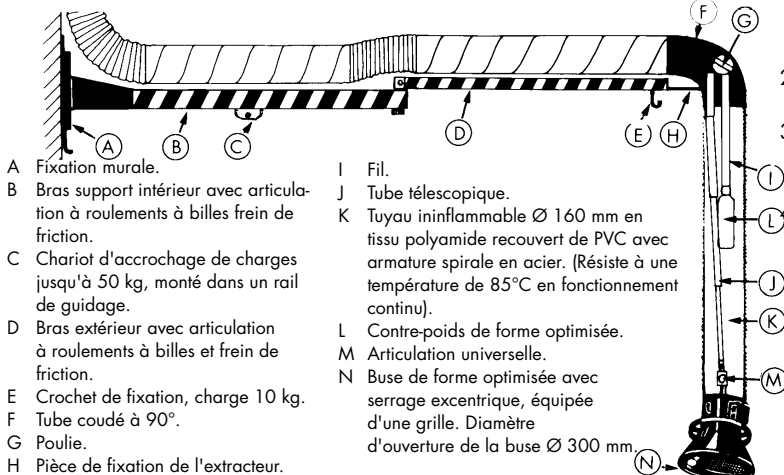 F
G
2
3
A
B
C
D
E
H
I
L
J
K
M
N
A Fixation murale.
B Bras support intérieur avec articula-
tion à roulements à billes frein de
friction.
C Chariot d'accrochage de charges
jusqu'à 50 kg, monté dans un rail
de guidage.
D Bras extérieur avec articulation
à roulements à billes et frein de
friction.
E Crochet de fixation, charge 10 kg.
F Tube coudé à 90°.
G Poulie.
H Pièce de fixation de l'extracteur.
I Fil.
J Tube télescopique.
K Tuyau ininflammable Ø 160 mm en
tissu polyamide recouvert de PVC avec
armature spirale en acier. (Résiste à une
température de 85°C en fonctionnement
continu).
L Contre-poids de forme optimisée.
M Articulation universelle.
N Buse de forme optimisée avec
serrage excentrique, équipée
d'une grille. Diamètre
d'ouverture de la buse Ø 300 mm.